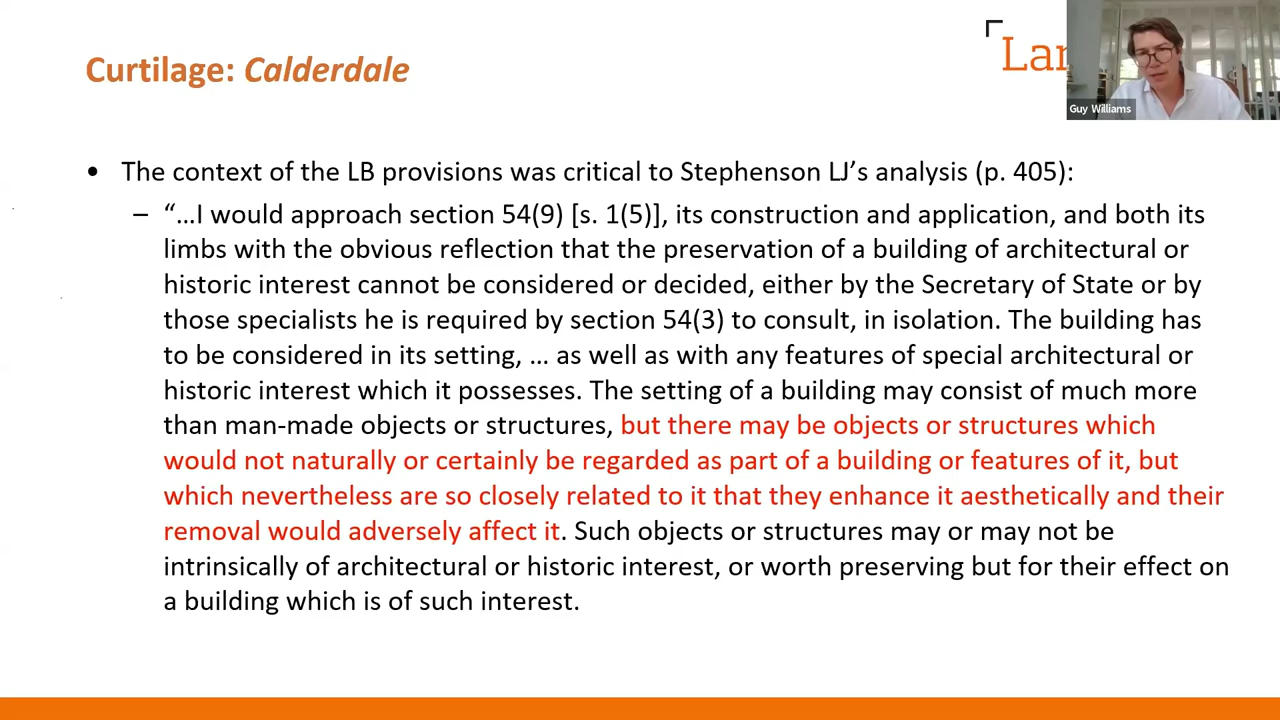 Curtilage: Calderdale
Lan
Guy Williams
• The context of the LB provisions was critical to Stephenson LJ’s analysis (p. 405):
– “…I would approach section 54(9) [s. 1(5)], its construction and application, and both its
limbs with the obvious reflection that the preservation of a building of architectural or
historic interest cannot be considered or decided, either by the Secretary of State or by
those specialists he is required by section 54(3) to consult, in isolation. The building has
to be considered in its setting, … as well as with any features of special architectural or
historic interest which it possesses. The setting of a building may consist of much more
than man-made objects or structures, but there may be objects or structures which
would not naturally or certainly be regarded as part of a building or features of it, but
which nevertheless are so closely related to it that they enhance it aesthetically and their
removal would adversely affect it. Such objects or structures may or may not be
intrinsically of architectural or historic interest, or worth preserving but for their effect on
a building which is of such interest.